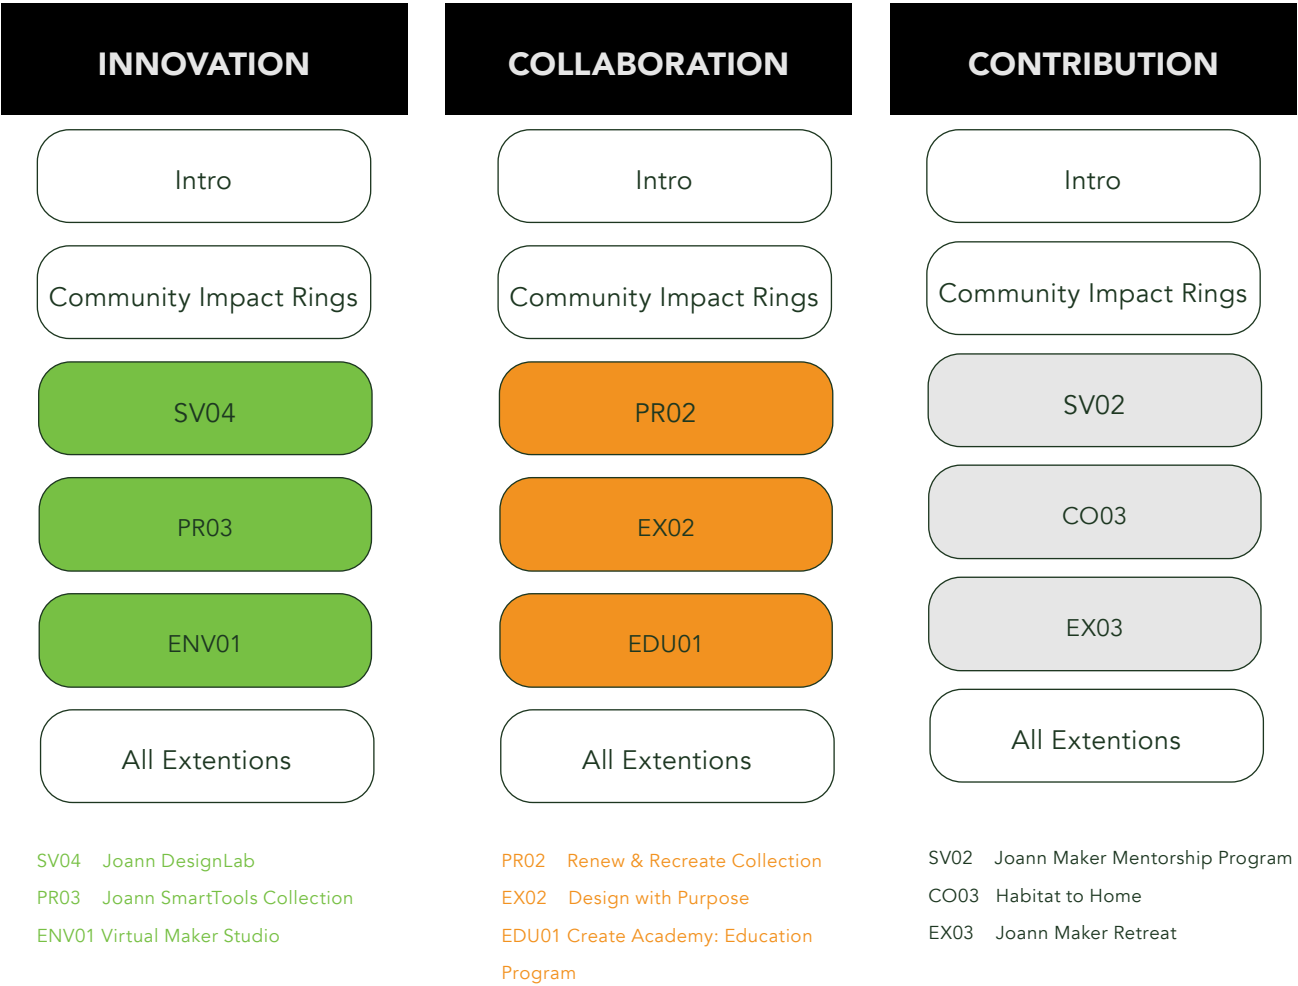 INNOVATION
Intro
Community Impact Rings
SV04
PR03
ENV01
All Extentions
SV04 Joann DesignLab
PR03 Joann SmartTools Collection
ENV01 Virtual Maker Studio
COLLABORATION
Intro
Community Impact Rings
PR02
EX02
EDU01
All Extentions
PR02 Renew & Recreate Collection
EX02 Design with Purpose
EDU01 Create Academy: Education
Program
CONTRIBUTION
Intro
Community Impact Rings
SV02
CO03
EX03
All Extentions
SV02 Joann Maker Mentorship Program
CO03 Habitat to Home
EX03 Joann Maker Retreat